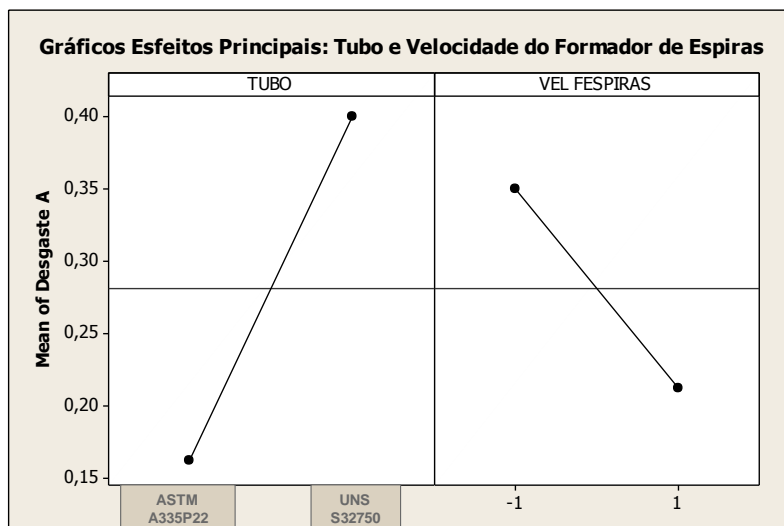 Gráficos Esfeitos Principais: Tubo e Velocidade do Formador de Espiras
TUBO
VEL FESPIRAS
Mean of Desgaste A
0,40
0,35
0,30
0,25
0,20
0,15
ASTM
A335P22
UNS
S32750
-1
1